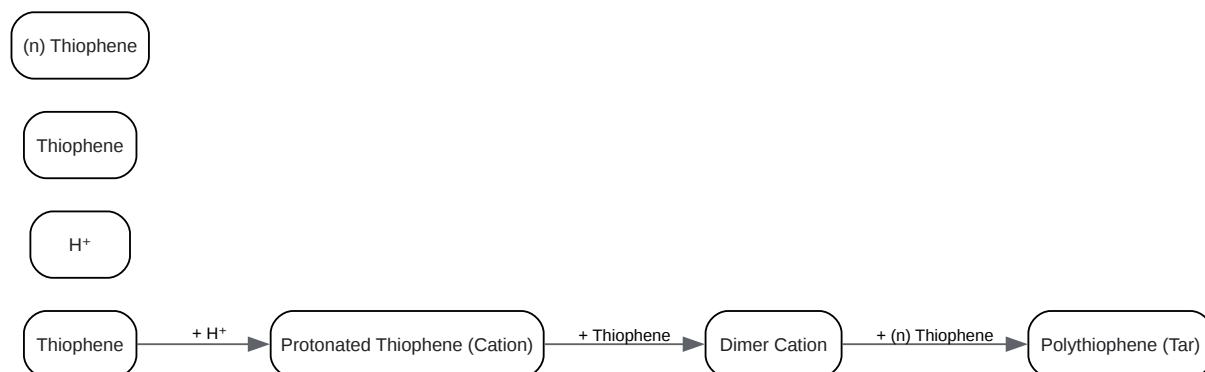 (n) Thiophene
Thiophene
H⁺
Thiophene
+ H⁺
Protonated Thiophene (Cation)
+ Thiophene
Dimer Cation
+ (n) Thiophene
Polythiophene (Tar)